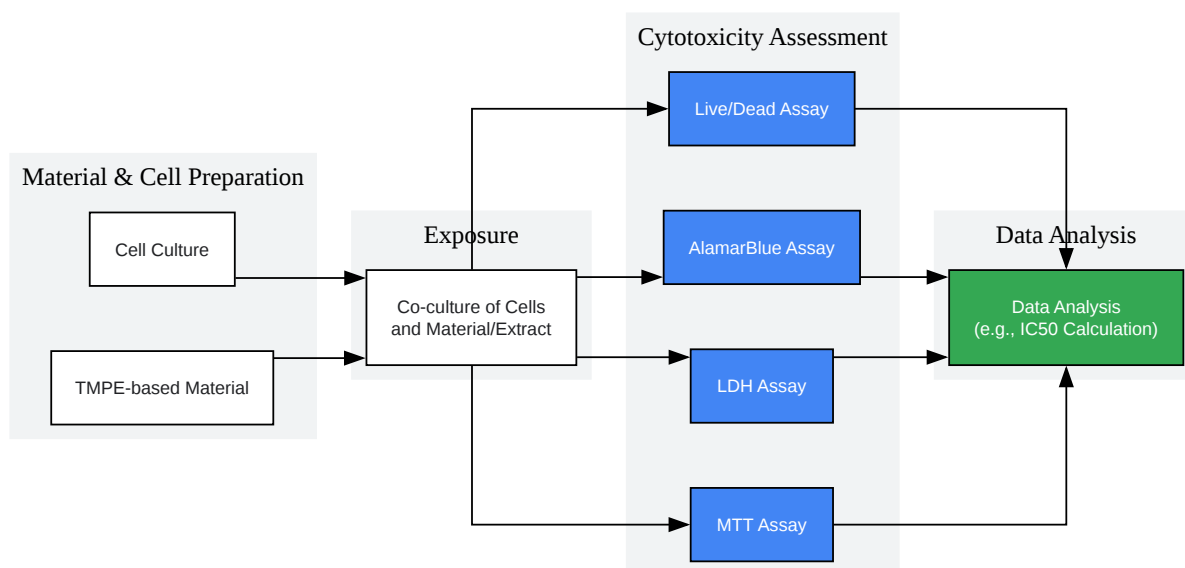 Material & Cell Preparation
Cell Culture
TMPE-based Material
Exposure
Co-culture of Cells
and Material/Extract
Cytotoxicity Assessment
Live/Dead Assay
AlamarBlue Assay
LDH Assay
MTT Assay
Data Analysis
Data Analysis
(e.g., IC50 Calculation)